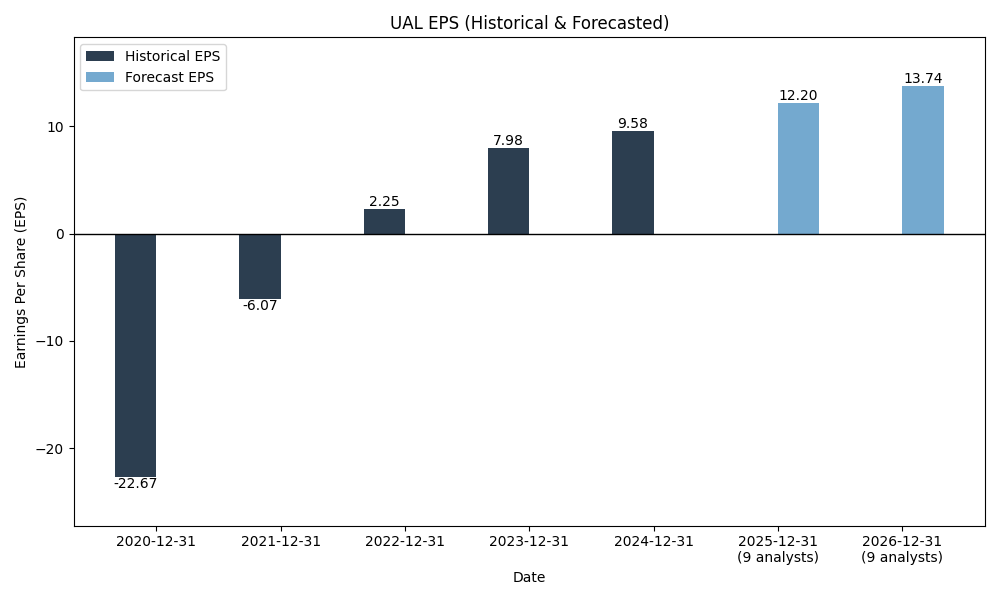 UAL EPS (Historical & Forecasted)
Historical EPS
Forecast EPS
Earnings Per Share (EPS)
10
0
−10
−20
-22.67
-6.07
2.25
7.98
9.58
12.20
13.74
2020-12-31
2021-12-31
2022-12-31
2023-12-31
2024-12-31
2025-12-31
(9 analysts)
2026-12-31
(9 analysts)
Date